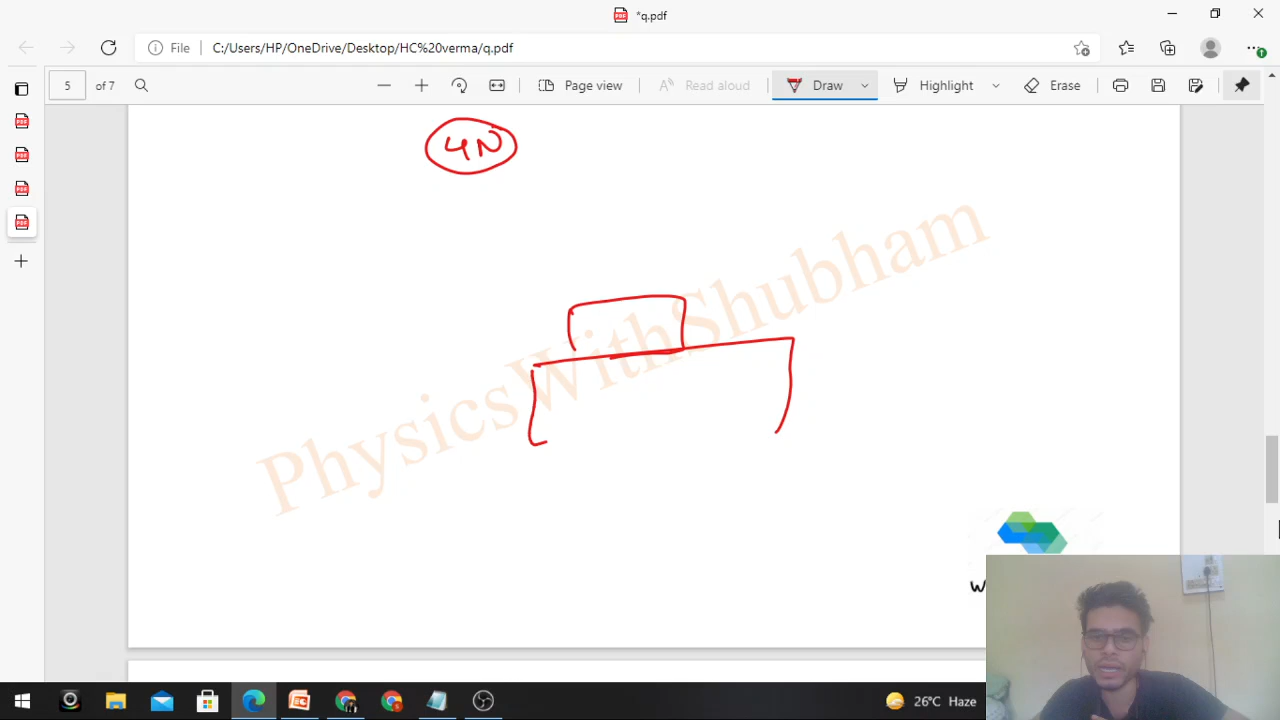 *q.pdf
File
C:/Users/HP/OneDrive/Desktop/HC%20verma/q.pdf
5 of 7
Page view
Read aloud
Draw
Highlight
Erase
4N
PhysicsWithShubham
W
26°C Haze